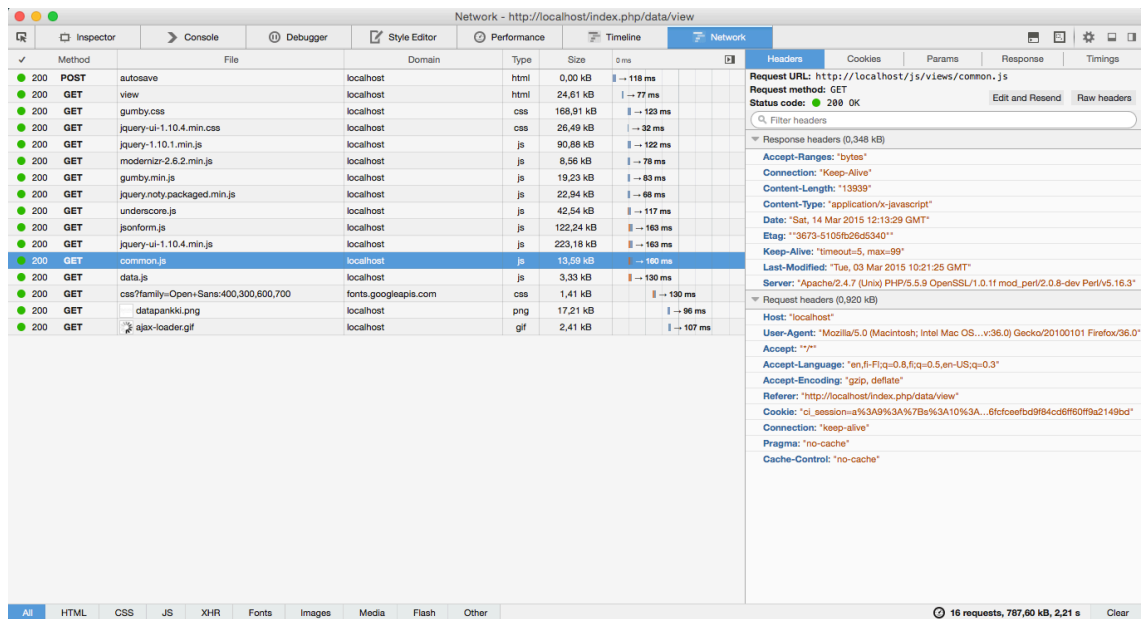 Network - http://localhost/index.php/data/view
Inspector Console Debugger Style Editor Performance Timeline Network
✓ Method File Domain Type Size 0 ms
200 POST autosave localhost html 0,00 kB → 118 ms
200 GET view localhost html 24,61 kB → 77 ms
200 GET gumby.css localhost css 168,91 kB → 123 ms
200 GET jquery-ui-1.10.4.min.css localhost css 26,49 kB → 32 ms
200 GET jquery-1.10.1.min.js localhost js 90,88 kB → 122 ms
200 GET modernizr-2.6.2.min.js localhost js 8,56 kB → 78 ms
200 GET gumby.min.js localhost js 19,23 kB → 83 ms
200 GET jquery.noty.packaged.min.js localhost js 22,94 kB → 68 ms
200 GET underscore.js localhost js 42,54 kB → 117 ms
200 GET jsonform.js localhost js 122,24 kB → 163 ms
200 GET jquery-ui-1.10.4.min.js localhost js 223,18 kB → 163 ms
200 GET common.js localhost js 13,59 kB → 160 ms
200 GET data.js localhost js 3,33 kB → 130 ms
200 GET css?family=Open+Sans:400,300,600,700 fonts.googleapis.com css 1,41 kB → 130 ms
200 GET datapankki.png localhost png 17,21 kB → 96 ms
200 GET ajax-loader.gif localhost gif 2,41 kB → 107 ms
Headers Cookies Params Response Timings
Request URL: http://localhost/js/views/common.js
Request method: GET
Status code: 200 OK Edit and Resend Raw headers
Filter headers
Response headers (0,348 kB)
Accept-Ranges: "bytes"
Connection: "Keep-Alive"
Content-Length: "13939"
Content-Type: "application/x-javascript"
Date: "Sat, 14 Mar 2015 12:13:29 GMT"
Etag: ""3673-5105fb26d5340""
Keep-Alive: "timeout=5, max=99"
Last-Modified: "Tue, 03 Mar 2015 10:21:25 GMT"
Server: "Apache/2.4.7 (Unix) PHP/5.5.9 OpenSSL/1.0.1f mod_perl/2.0.8-dev Perl/v5.16.3"
Request headers (0,920 kB)
Host: "localhost"
User-Agent: "Mozilla/5.0 (Macintosh; Intel Mac OS…v:36.0) Gecko/20100101 Firefox/36.0"
Accept: "*/*"
Accept-Language: "en,fi-FI;q=0.8,fi;q=0.5,en-US;q=0.3"
Accept-Encoding: "gzip, deflate"
Referer: "http://localhost/index.php/data/view"
Cookie: "ci_session=a%3A9%3A%7Bs%3A10%3A…6fcfceefbd9f84cd6ff60ff9a2149bd"
Connection: "keep-alive"
Pragma: "no-cache"
Cache-Control: "no-cache"
All HTML CSS JS XHR Fonts Images Media Flash Other 16 requests, 787,60 kB, 2,21 s Clear